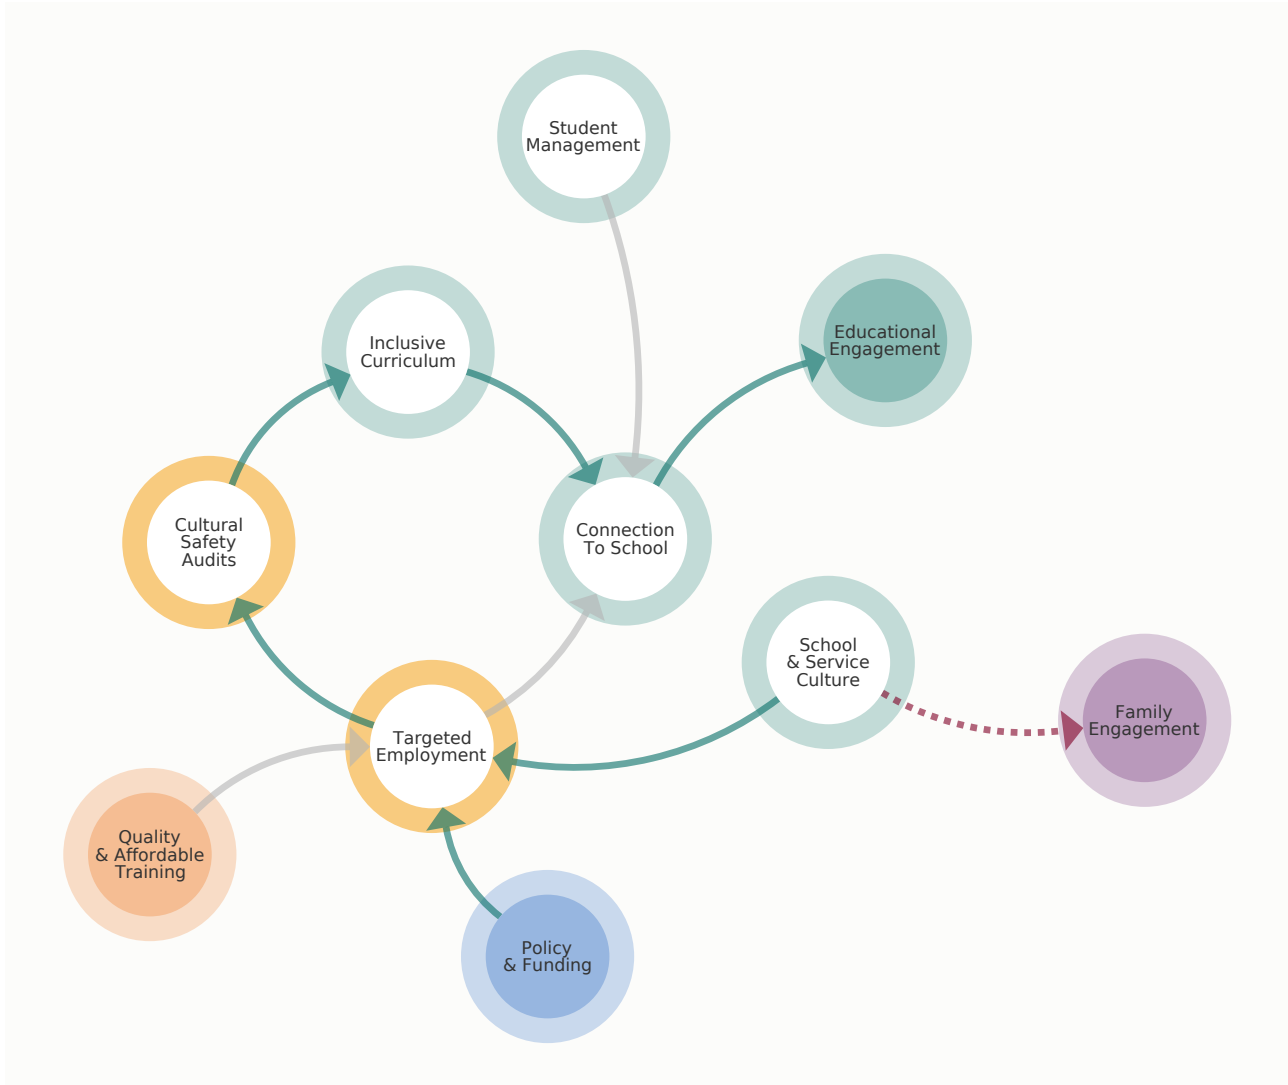 Student
Management
Educational
Engagement
Inclusive
Curriculum
Cultural
Safety
Audits
Connection
To School
School
& Service
Culture
Family
Engagement
Targeted
Employment
Quality
& Affordable
Training
Policy
& Funding